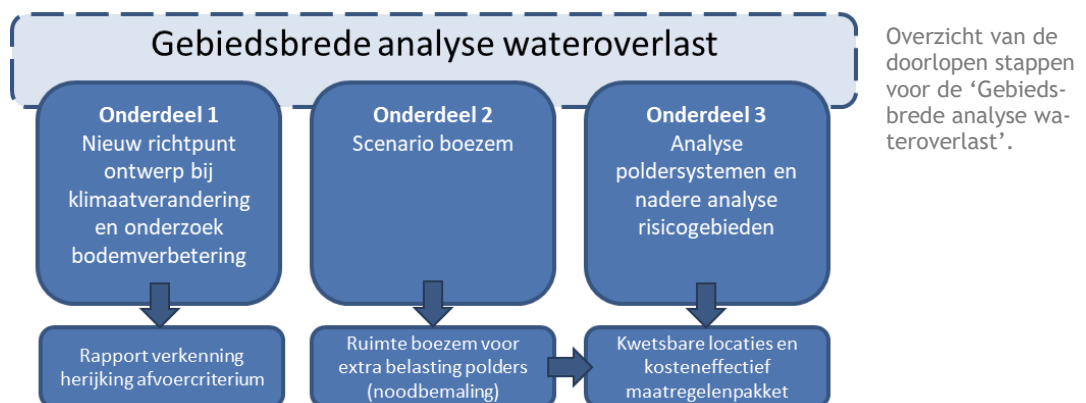 Gebiedsbrede analyse wateroverlast
Onderdeel 1
Nieuw richtpunt
ontwerp bij
klimaatverandering
en onderzoek
bodemverbetering
Onderdeel 2
Scenario boezem
Onderdeel 3
Analyse
poldersystemen en
nadere analyse
risicogebieden
Rapport verkenning
herijking afvoercriterium
Ruimte boezem voor
extra belasting polders
(noodbemaling)
Kwetsbare locaties en
kosteneffectief
maatregelenpakket
Overzicht van de
doorlopen stappen
voor de ‘Gebieds-
brede analyse wa-
teroverlast’.